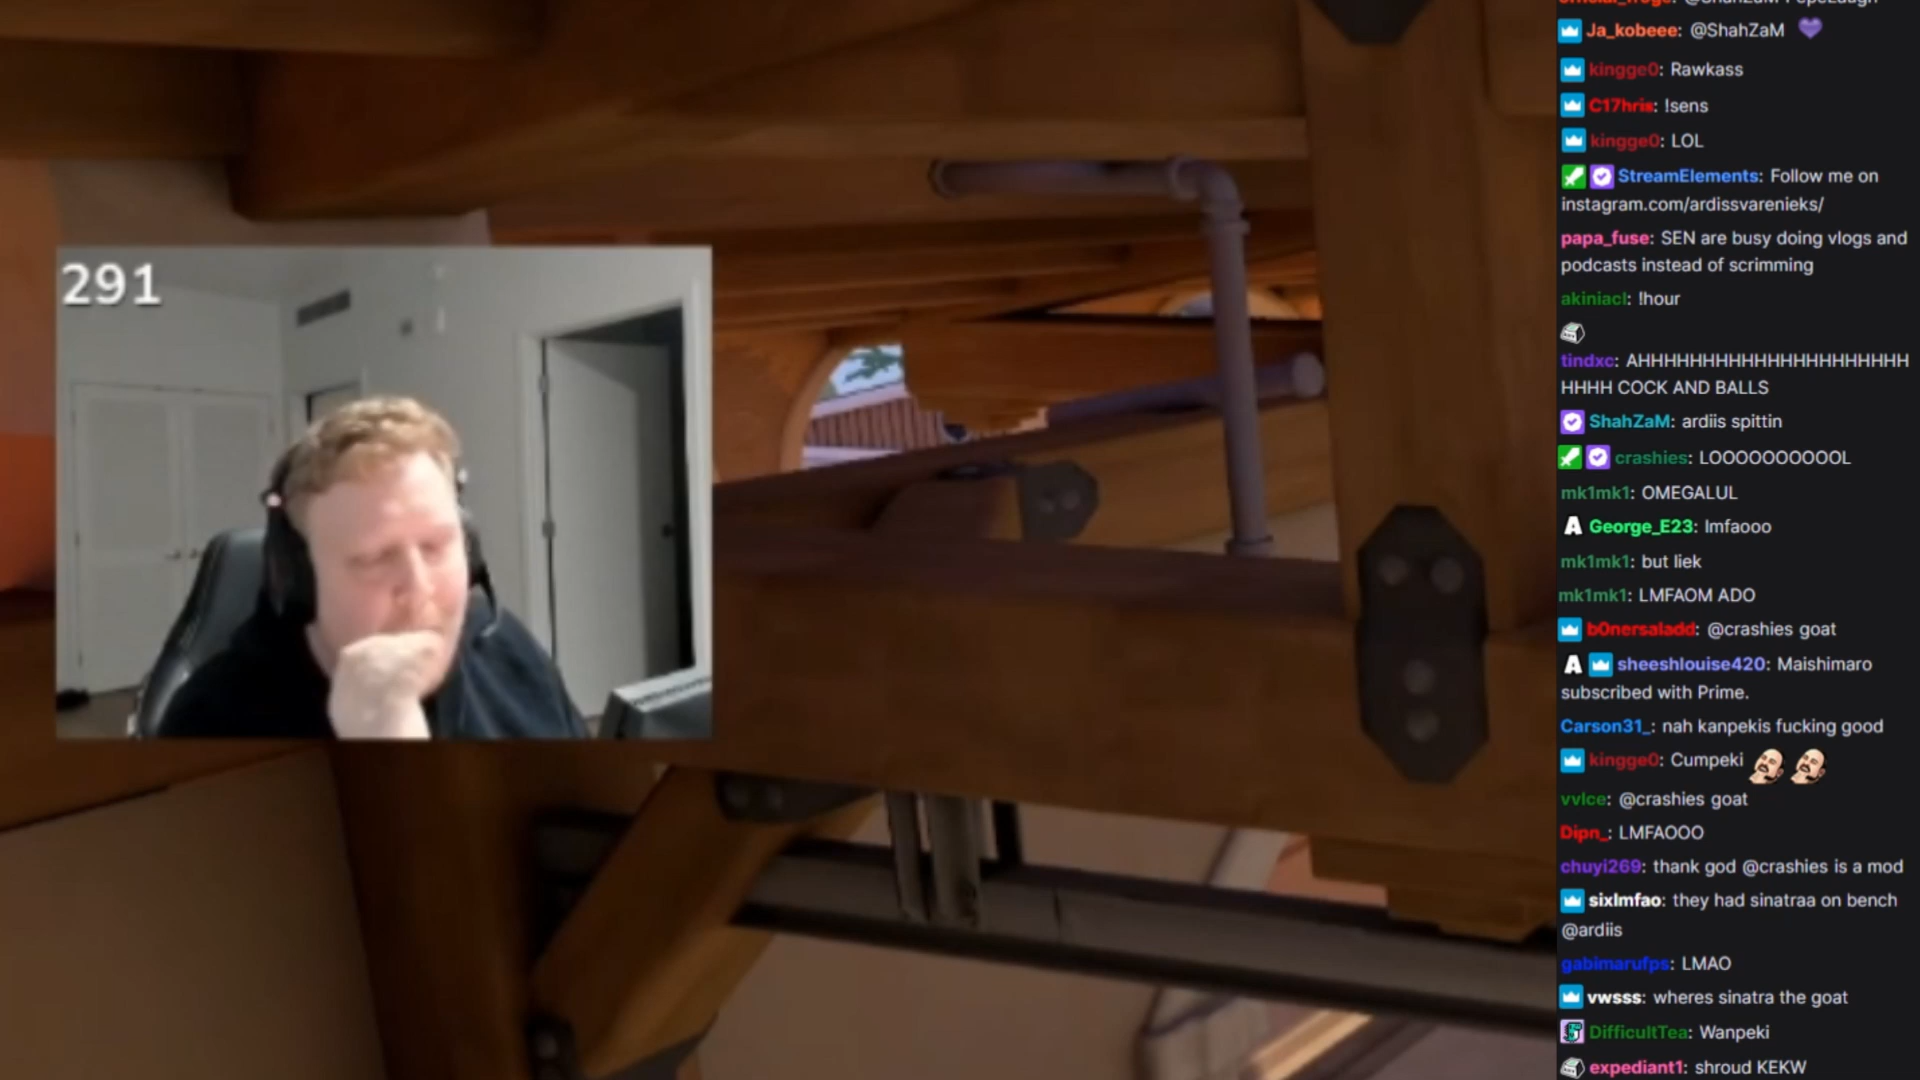 Ja_kobeee: @ShahZaM
kingge0: Rawkass
C17hris: !sens
kingge0: LOL
StreamElements: Follow me on
instagram.com/ardissvarenieks/
papa_fuse: SEN are busy doing vlogs and
podcasts instead of scrimming
291
akiniacl: !hour
tindxc: AHHHHHHHHHHHHHHHHHHHHH
HHHH COCK AND BALLS
ShahZaM: ardiis spittin
crashies: LOOOOOOOOOOL
mk1mk1: OMEGALUL
George_E23: lmfaooo
mk1mk1: but liek
mk1mk1: LMFAOM ADO
b0nersaladd: @crashies goat
sheeshlouise420: Maishimaro
subscribed with Prime.
Carson31_: nah kanpekis fucking good
kingge0: Cumpeki
vvlce: @crashies goat
Dipn_: LMFAOOO
chuyi269: thank god @crashies is a mod
sixlmfao: they had sinatraa on bench
@ardiis
gabimarufps: LMAO
vwsss: wheres sinatra the goat
DifficultTea: Wanpeki
expediant1: shroud KEKW